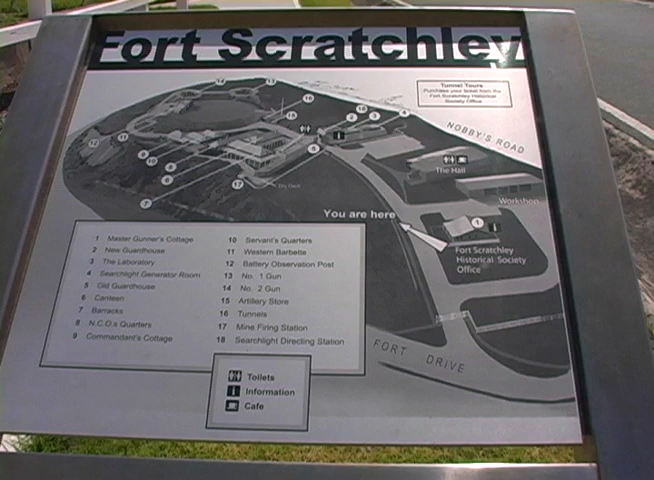 Fort Scratchley
Tunnel Tours
Purchase your ticket from the
Fort Scratchley Historical
Society Office
NOBBY'S ROAD
The Hall
Workshop
You are here
Fort Scratchley
Historical Society
Office
1 Master Gunner's Cottage
2 New Guardhouse
3 The Laboratory
4 Searchlight Generator Room
5 Old Guardhouse
6 Canteen
7 Barracks
8 N.C.O.s Quarters
9 Commandant's Cottage
10 Servant's Quarters
11 Western Barbette
12 Battery Observation Post
13 No. 1 Gun
14 No. 2 Gun
15 Artillery Store
16 Tunnels
17 Mine Firing Station
18 Searchlight Directing Station
FORT DRIVE
Toilets
i Information
Cafe